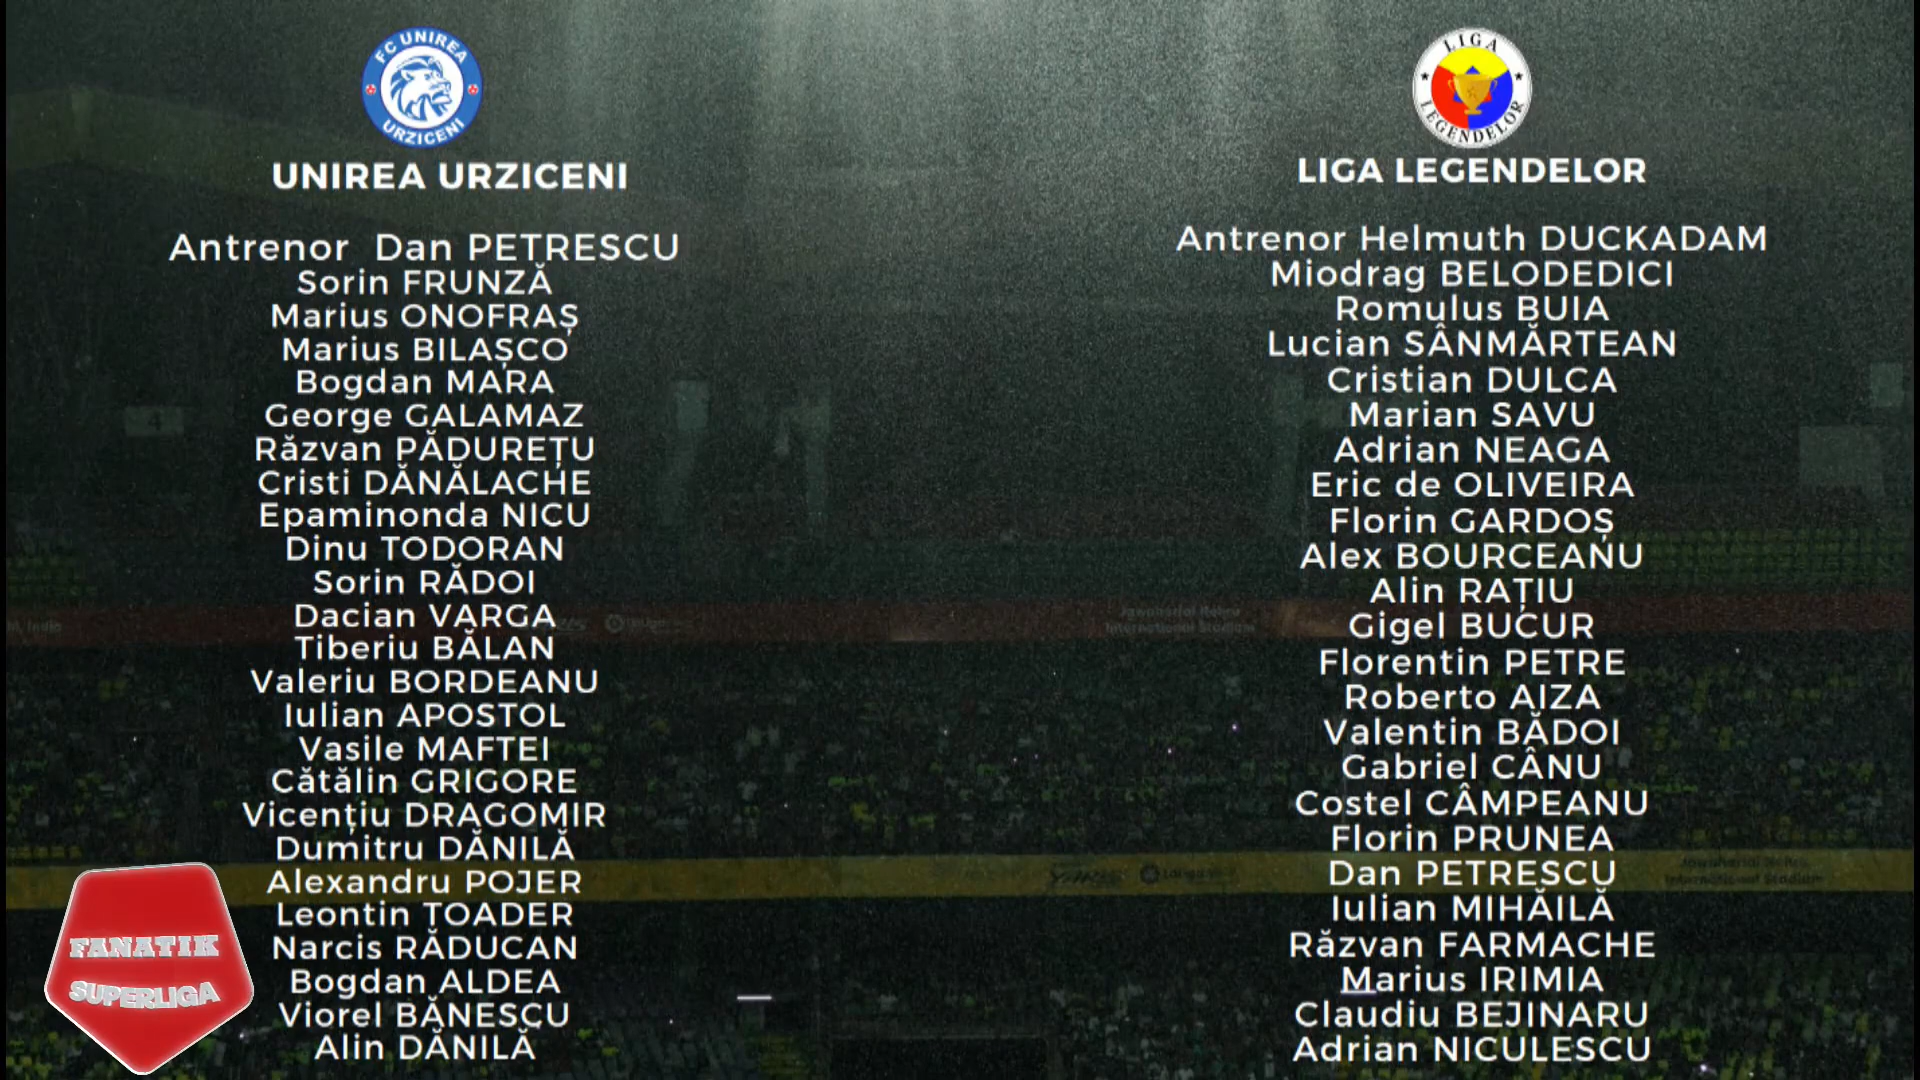 FC UNIREA
URZICENI
UNIREA URZICENI
Antrenor Dan PETRESCU
Sorin FRUNZĂ
Marius ONOFRAȘ
Marius BILAȘCO
Bogdan MARA
George GALAMAZ
Răzvan PĂDUREȚU
Cristi DĂNĂLACHE
Epaminonda NICU
Dinu TODORAN
Sorin RĂDOI
Dacian VARGA
Tiberiu BĂLAN
Valeriu BORDEANU
Iulian APOSTOL
Vasile MAFTEI
Cătălin GRIGORE
Vicențiu DRAGOMIR
Dumitru DĂNILĂ
Alexandru POJER
Leontin TOADER
Narcis RĂDUCAN
Bogdan ALDEA
Viorel BĂNESCU
Alin DĂNILĂ
LIGA
LEGENDELOR
LIGA LEGENDELOR
Antrenor Helmuth DUCKADAM
Miodrag BELODEDICI
Romulus BUIA
Lucian SÂNMĂRTEAN
Cristian DULCA
Marian SAVU
Adrian NEAGA
Eric de OLIVEIRA
Florin GARDOȘ
Alex BOURCEANU
Alin RAȚIU
Gigel BUCUR
Florentin PETRE
Roberto AIZA
Valentin BĂDOI
Gabriel CÂNU
Costel CÂMPEANU
Florin PRUNEA
Dan PETRESCU
Iulian MIHĂILĂ
Răzvan FARMACHE
Marius IRIMIA
Claudiu BEJINARU
Adrian NICULESCU
FANATIK
SUPERLIGA
Jawaharlal Nehru
International Stadium
4